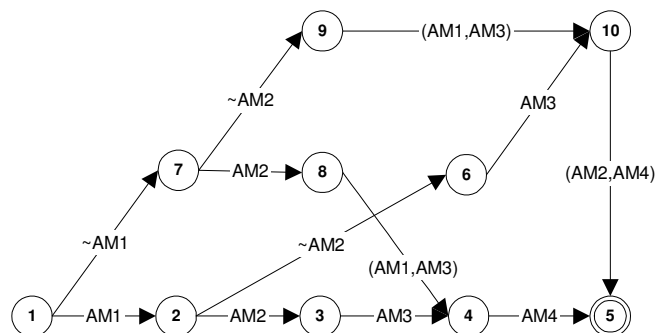 9 (AM1,AM3) 10
~AM2 AM3
7 AM2 8 6 (AM2,AM4)
~AM1 ~AM2
(AM1,AM3)
1 AM1 2 AM2 3 AM3 4 AM4 5